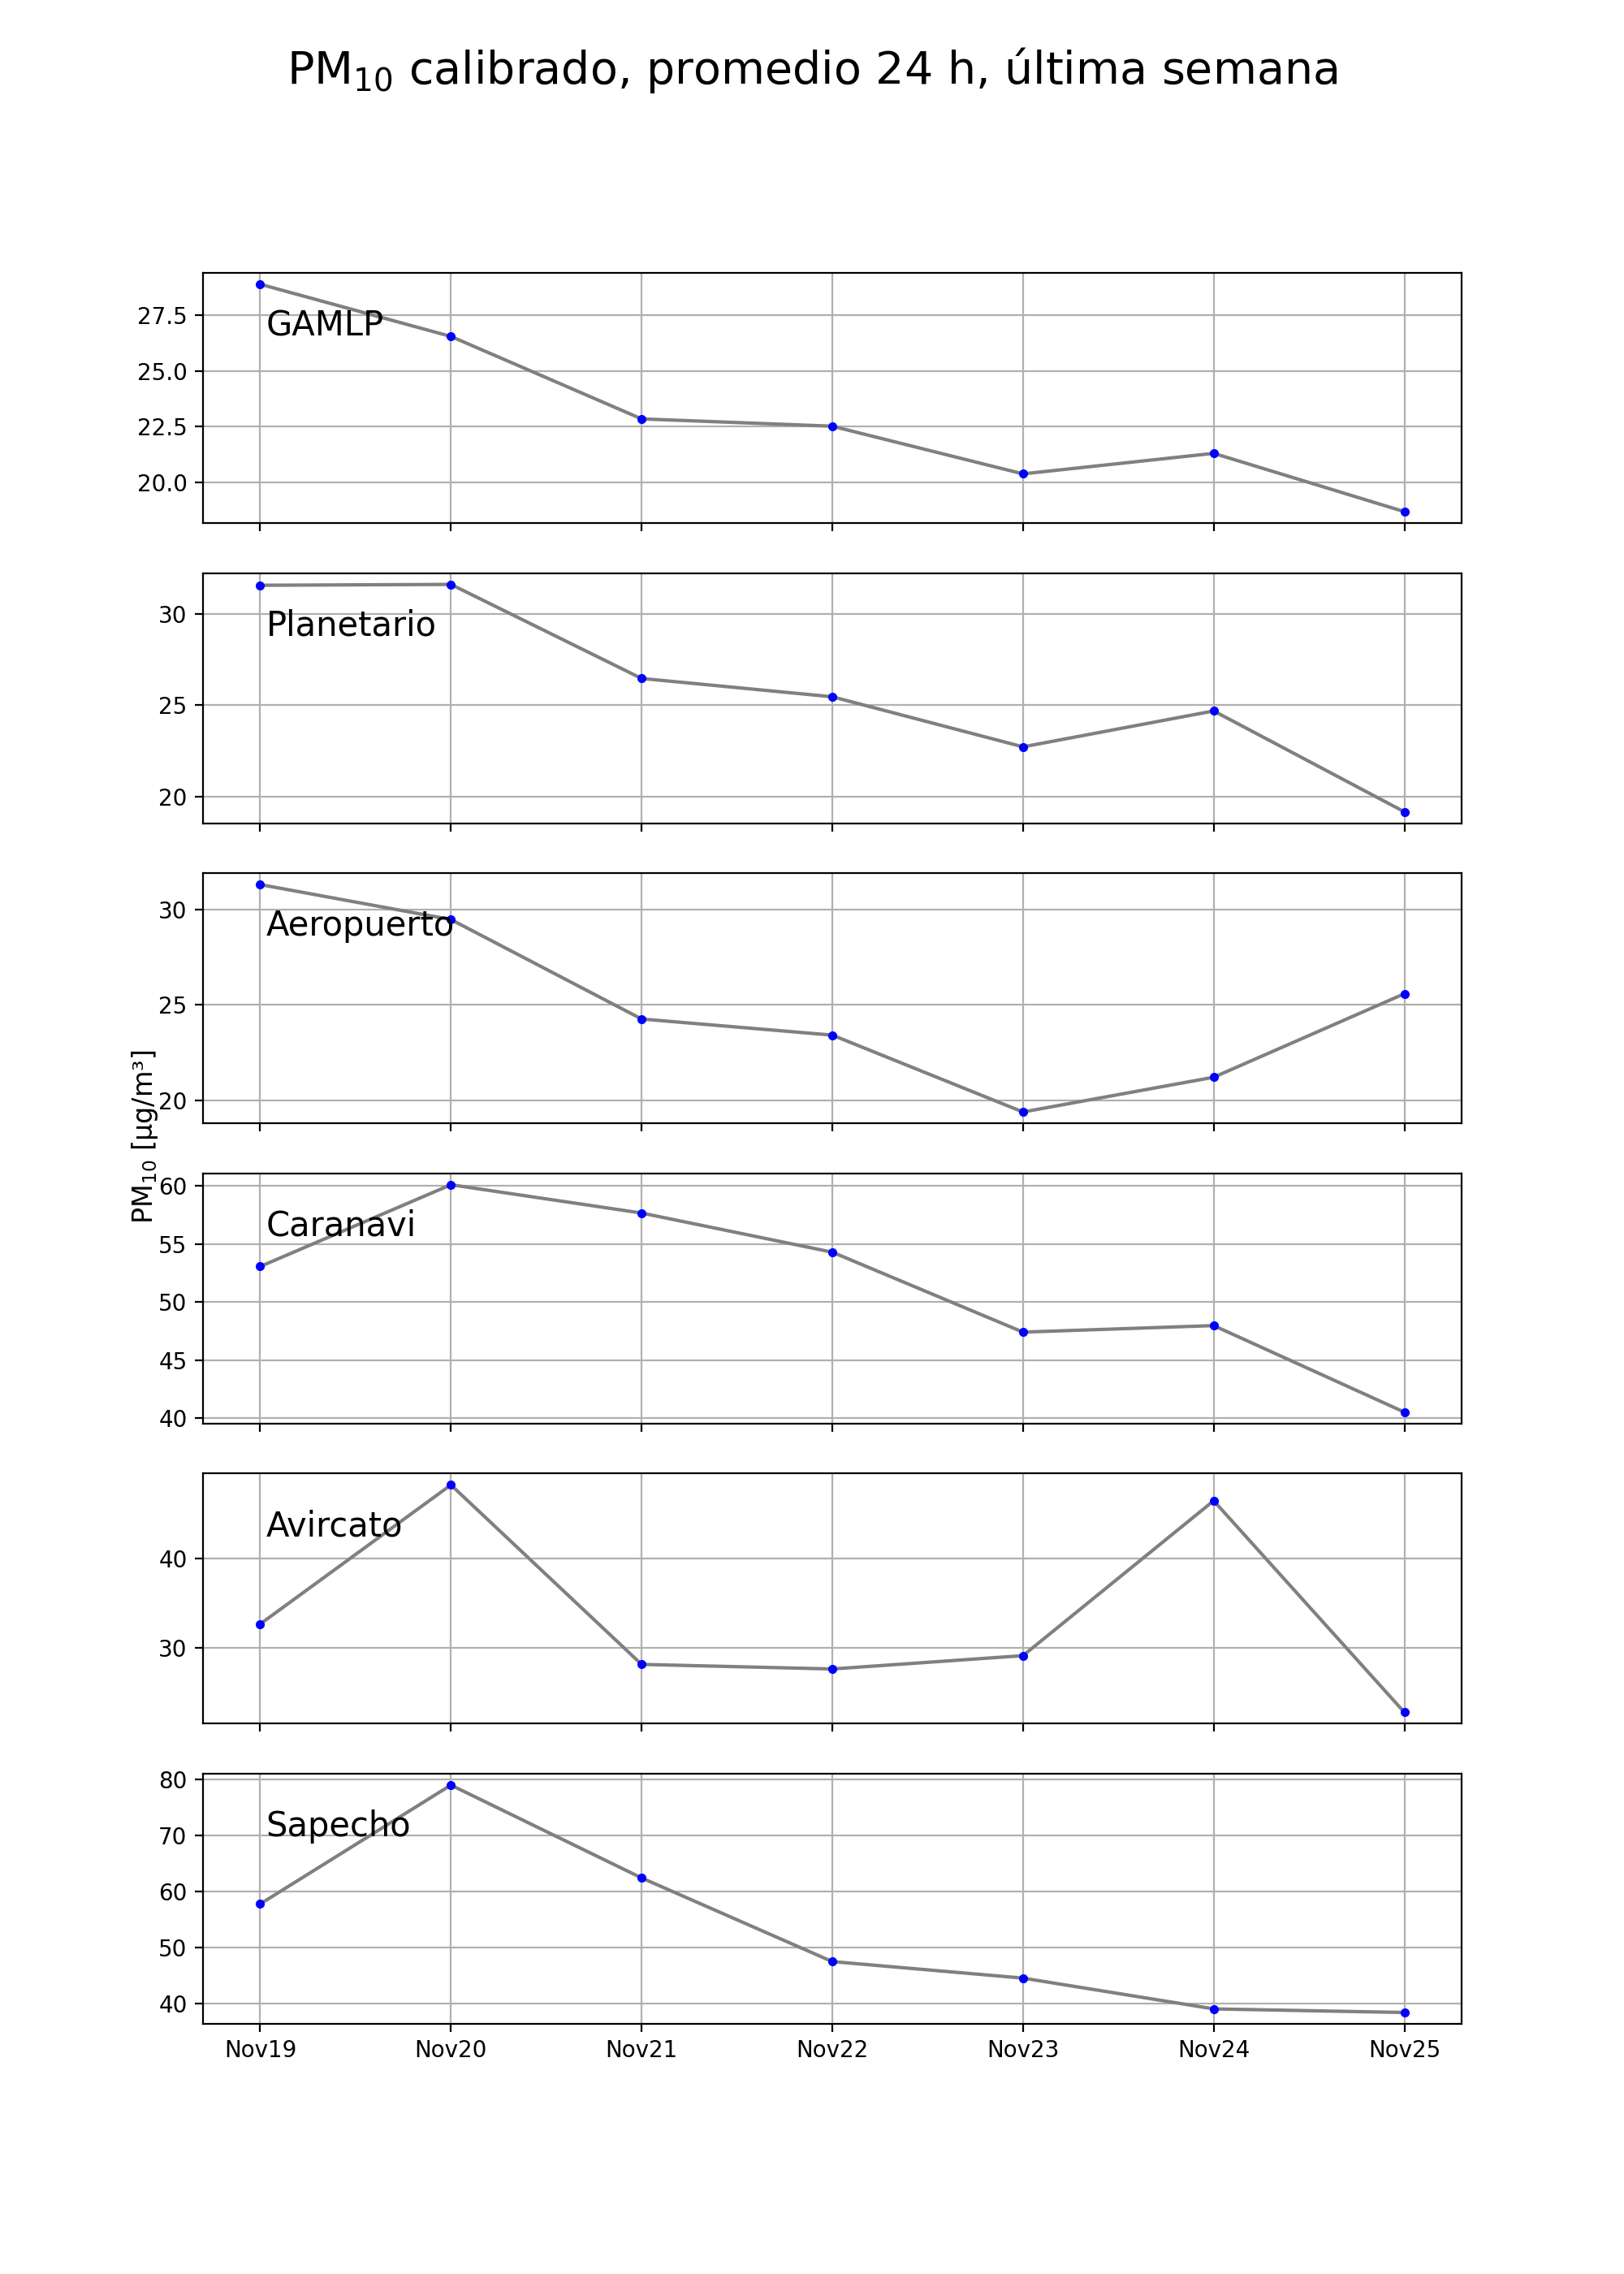 PM₁₀ calibrado, promedio 24 h, última semana
27.5
GAMLP
25.0
22.5
20.0
30
Planetario
25
20
30
Aeropuerto
25
20
PM₁₀ [µg/m³]
60
Caranavi
55
50
45
40
Avircato
40
30
80
Sapecho
70
60
50
40
Nov19 Nov20 Nov21 Nov22 Nov23 Nov24 Nov25